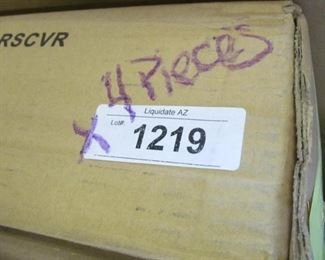 RSCVR
x 4 Pieces
Liquidate AZ
Lot#:
1219